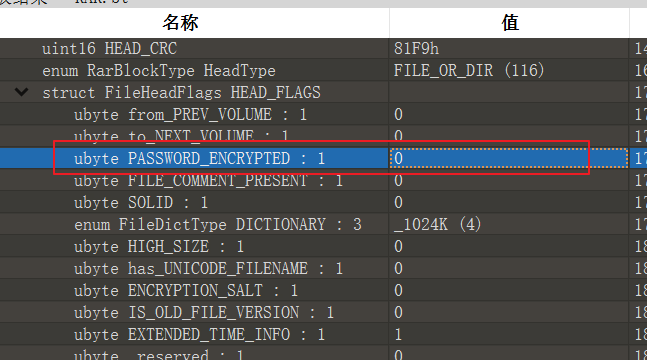 名称 值
uint16 HEAD_CRC 81F9h 14
enum RarBlockType HeadType FILE_OR_DIR (116) 16
struct FileHeadFlags HEAD_FLAGS 17
ubyte from_PREV_VOLUME : 1 0 17
ubyte to_NEXT_VOLUME : 1 0 17
ubyte PASSWORD_ENCRYPTED : 1 0 17
ubyte FILE_COMMENT_PRESENT : 1 0 17
ubyte SOLID : 1 0 17
enum FileDictType DICTIONARY : 3 _1024K (4) 17
ubyte HIGH_SIZE : 1 0 18
ubyte has_UNICODE_FILENAME : 1 0 18
ubyte ENCRYPTION_SALT : 1 0 18
ubyte IS_OLD_FILE_VERSION : 1 0 18
ubyte EXTENDED_TIME_INFO : 1 1 18
ubyte _reserved : 1 0 18